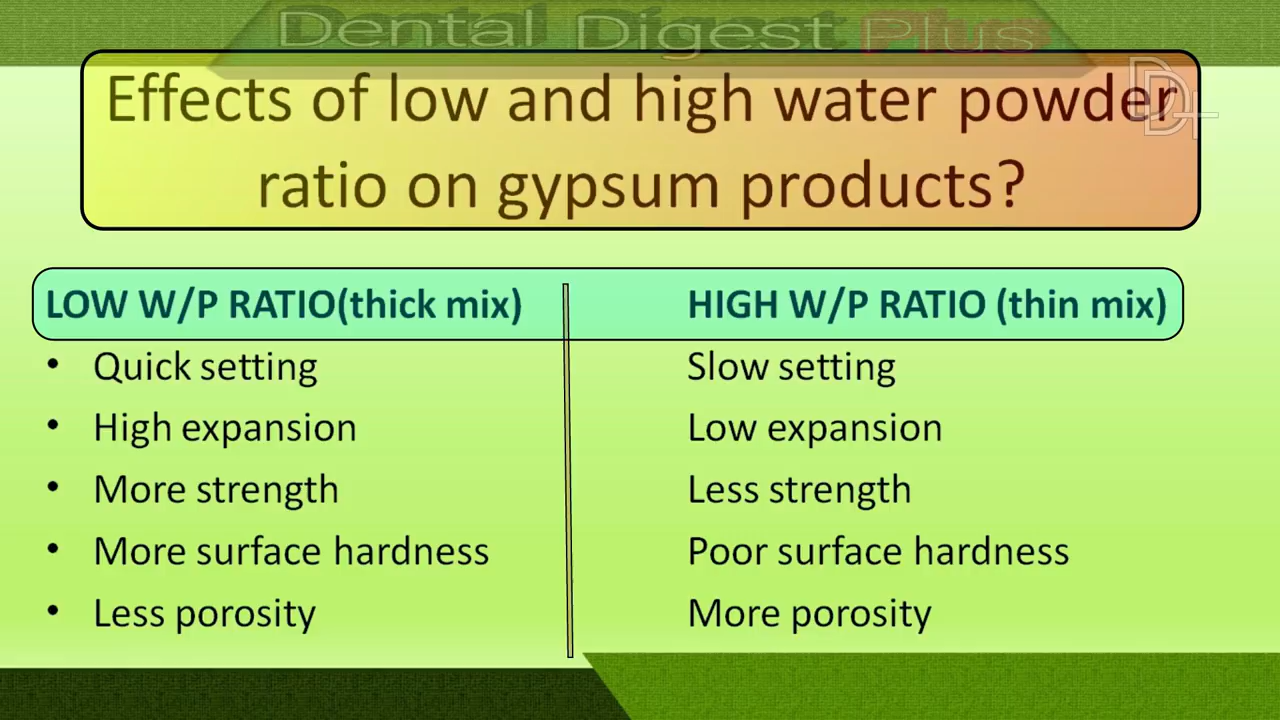 Dental Digest Plus
Effects of low and high water powder
ratio on gypsum products?
LOW W/P RATIO(thick mix) HIGH W/P RATIO (thin mix)
• Quick setting Slow setting
• High expansion Low expansion
• More strength Less strength
• More surface hardness Poor surface hardness
• Less porosity More porosity
DD+